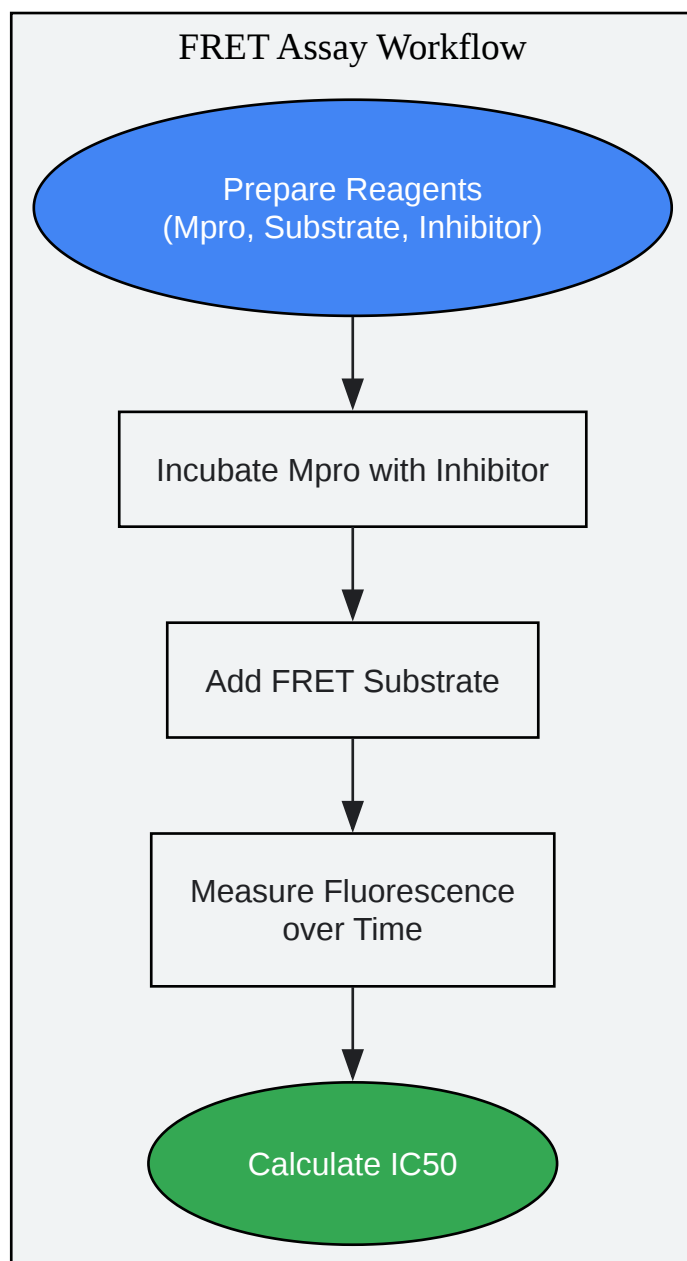 FRET Assay Workflow
Prepare Reagents
(Mpro, Substrate, Inhibitor)
Incubate Mpro with Inhibitor
Add FRET Substrate
Measure Fluorescence
over Time
Calculate IC50